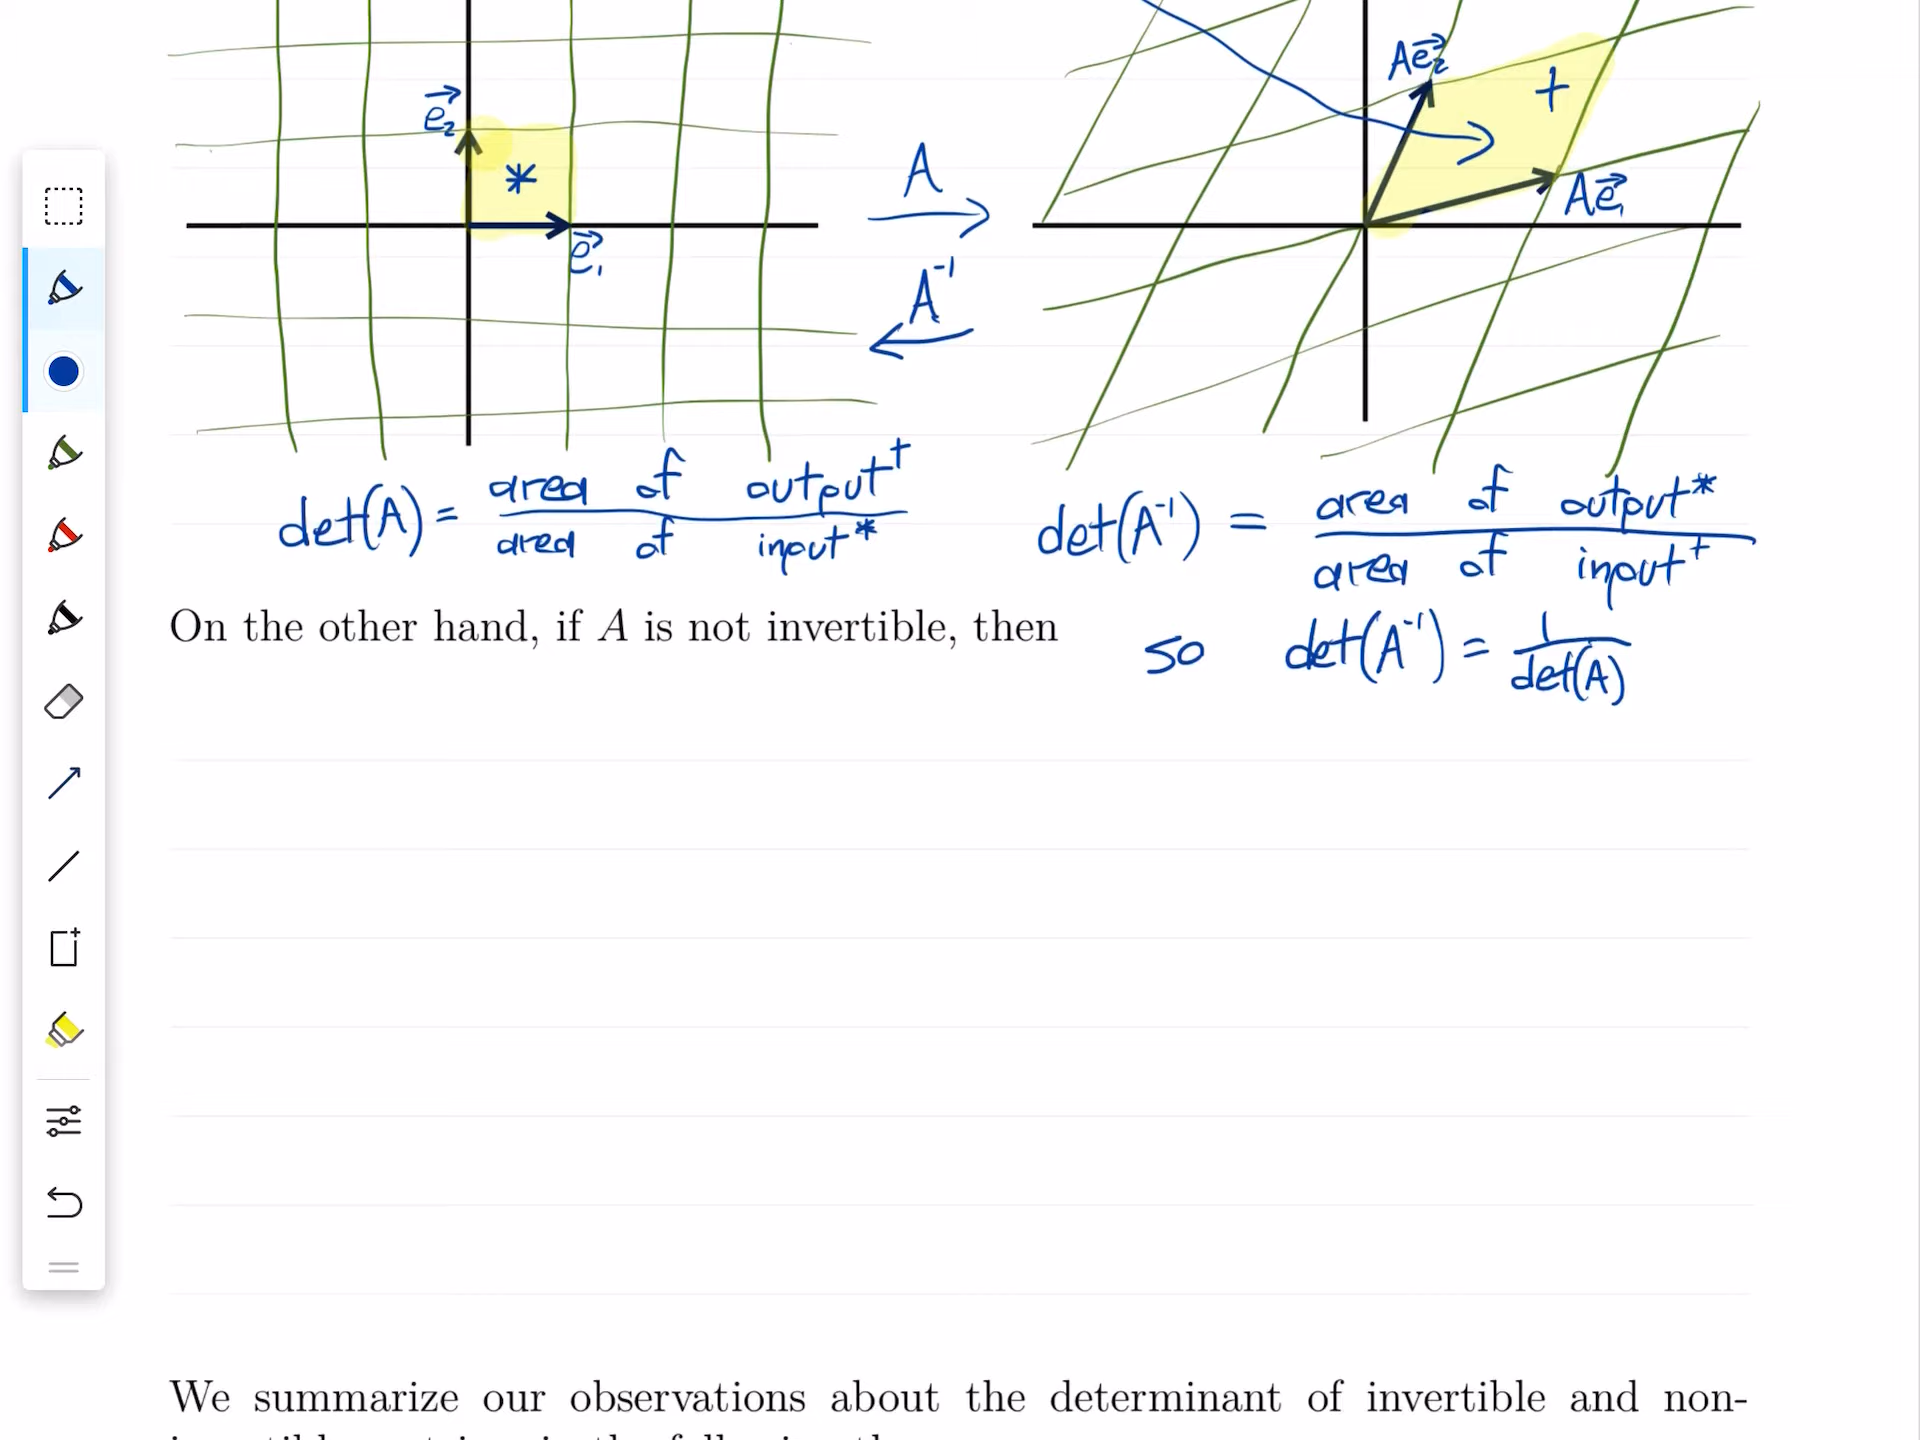 e₂→ * e₁→
A
A⁻¹
Ae₂→ + Ae₁→
det(A) = area of output† / area of input*
det(A⁻¹) = area of output* / area of input†
On the other hand, if A is not invertible, then
so det(A⁻¹) = 1 / det(A)
We summarize our observations about the determinant of invertible and non-